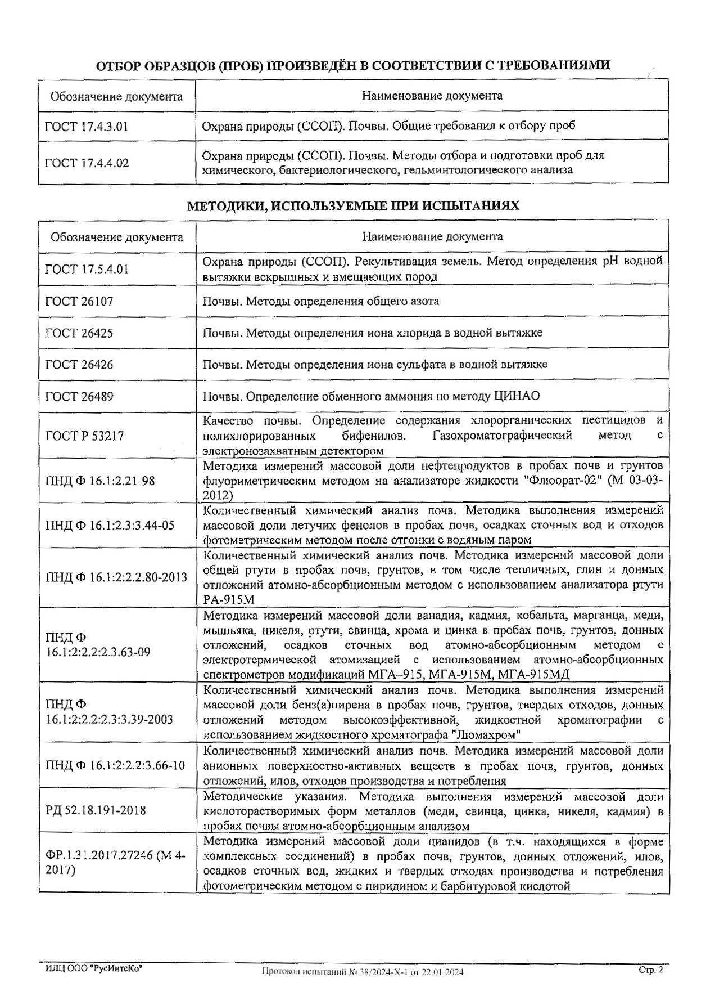 ОТБОР ОБРАЗЦОВ (ПРОБ) ПРОИЗВЕДЁН В СООТВЕТСТВИИ С ТРЕБОВАНИЯМИ
Обозначение документа
Наименование документа
ГОСТ 17.4.3.01
Охрана природы (ССОП). Почвы. Общие требования к отбору проб
ГОСТ 17.4.4.02
Охрана природы (ССОП). Почвы. Методы отбора и подготовки проб для
химического, бактериологического, гельминтологического анализа
МЕТОДИКИ, ИСПОЛЬЗУЕМЫЕ ПРИ ИСПЫТАНИЯХ
Обозначение документа
Наименование документа
ГОСТ 17.5.4.01
Охрана природы (ССОП). Рекультивация земель. Метод определения pH водной
вытяжки вскрышных и вмещающих пород
ГОСТ 26107
Почвы. Методы определения общего азота
ГОСТ 26425
Почвы. Методы определения иона хлорида в водной вытяжке
ГОСТ 26426
Почвы. Методы определения иона сульфата в водной вытяжке
ГОСТ 26489
Почвы. Определение обменного аммония по методу ЦИНАО
ГОСТ Р 53217
Качество почвы. Определение содержания хлорорганических пестицидов и
полихлорированных бифенилов. Газохроматографический метод с
электронозахватным детектором
ПНД Ф 16.1:2.21-98
Методика измерений массовой доли нефтепродуктов в пробах почв и грунтов
флуориметрическим методом на анализаторе жидкости "Флюорат-02" (М 03-03-
2012)
ПНД Ф 16.1:2.3:3.44-05
Количественный химический анализ почв. Методика выполнения измерений
массовой доли летучих фенолов в пробах почв, осадках сточных вод и отходов
фотометрическим методом после отгонки с водяным паром
ПНД Ф 16.1:2:2.2.80-2013
Количественный химический анализ почв. Методика измерений массовой доли
общей ртути в пробах почв, грунтов, в том числе тепличных, глин и донных
отложений атомно-абсорбционным методом с использованием анализатора ртути
РА-915М
ПНД Ф
16.1:2:2.2:2.3.63-09
Методика измерений массовой доли ванадия, кадмия, кобальта, марганца, меди,
мышьяка, никеля, ртути, свинца, хрома и цинка в пробах почв, грунтов, донных
отложений, осадков сточных вод атомно-абсорбционным методом с
электротермической атомизацией с использованием атомно-абсорбционных
спектрометров модификаций МГА–915, МГА-915М, МГА-915МД
ПНД Ф
16.1:2:2.2:2.3:3.39-2003
Количественный химический анализ почв. Методика выполнения измерений
массовой доли бенз(а)пирена в пробах почв, грунтов, твердых отходов, донных
отложений методом высокоэффективной, жидкостной хроматографии с
использованием жидкостного хроматографа "Люмахром"
ПНД Ф 16.1:2:2.2:3.66-10
Количественный химический анализ почв. Методика измерений массовой доли
анионных поверхностно-активных веществ в пробах почв, грунтов, донных
отложений, илов, отходов производства и потребления
РД 52.18.191-2018
Методические указания. Методика выполнения измерений массовой доли
кислоторастворимых форм металлов (меди, свинца, цинка, никеля, кадмия) в
пробах почвы атомно-абсорбционным анализом
ФР.1.31.2017.27246 (М 4-
2017)
Методика измерений массовой доли цианидов (в т.ч. находящихся в форме
комплексных соединений) в пробах почв, грунтов, донных отложений, илов,
осадков сточных вод, жидких и твердых отходах производства и потребления
фотометрическим методом с пиридином и барбитуровой кислотой
ИЛЦ ООО "РусИнтеКо"
Протокол испытаний № 38/2024-Х-1 от 22.01.2024
Стр. 2